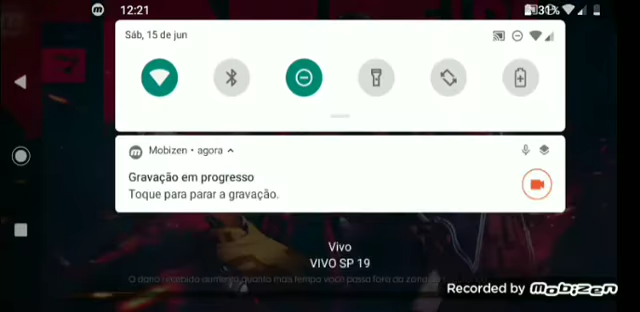 12:21
31%
Sáb, 15 de jun
Mobizen • agora
Gravação em progresso
Toque para parar a gravação.
Vivo
VIVO SP 19
O dano recebido aumenta quanto mais tempo você passa fora da zona
Recorded by Mobizen